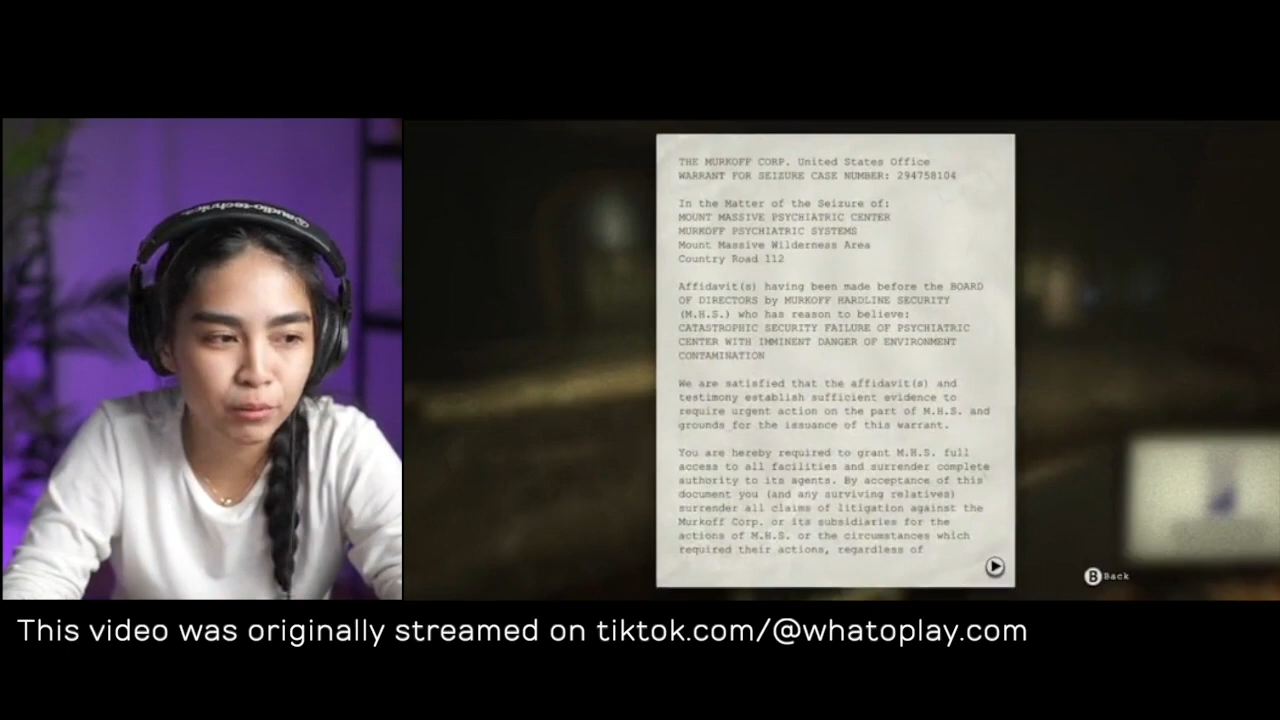 audio-technica
THE MURKOFF CORP. United States Office
WARRANT FOR SEIZURE CASE NUMBER: 294758104
In the Matter of the Seizure of:
MOUNT MASSIVE PSYCHIATRIC CENTER
MURKOFF PSYCHIATRIC SYSTEMS
Mount Massive Wilderness Area
Country Road 112
Affidavit(s) having been made before the BOARD
OF DIRECTORS by MURKOFF HARDLINE SECURITY
(M.H.S.) who has reason to believe:
CATASTROPHIC SECURITY FAILURE OF PSYCHIATRIC
CENTER WITH IMMINENT DANGER OF ENVIRONMENT
CONTAMINATION
We are satisfied that the affidavit(s) and
testimony establish sufficient evidence to
require urgent action on the part of M.H.S. and
grounds for the issuance of this warrant.
You are hereby required to grant M.H.S. full
access to all facilities and surrender complete
authority to its agents. By acceptance of this
document you (and any surviving relatives)
surrender all claims of litigation against the
Murkoff Corp. or its subsidiaries for the
actions of M.H.S. or the circumstances which
required their actions, regardless of
B Back
This video was originally streamed on tiktok.com/@whatoplay.com